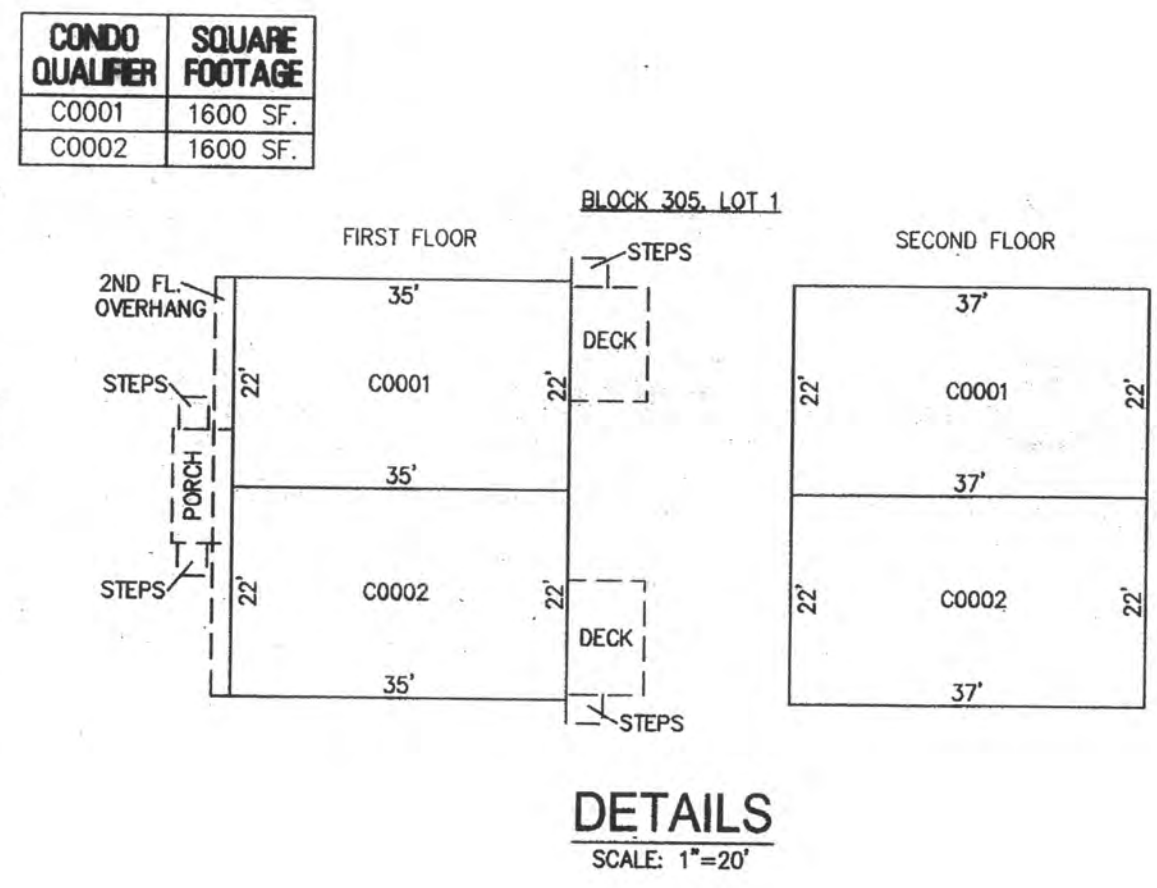 CONDO QUALIFIER
SQUARE FOOTAGE
C0001
1600 SF.
C0002
1600 SF.
BLOCK 305, LOT 1
FIRST FLOOR
SECOND FLOOR
STEPS
2ND FL.
OVERHANG
35'
DECK
22'
C0001
22'
STEPS
PORCH
35'
STEPS
22'
C0002
22'
DECK
35'
STEPS
37'
22'
C0001
22'
37'
22'
C0002
22'
37'
DETAILS
SCALE: 1"=20'